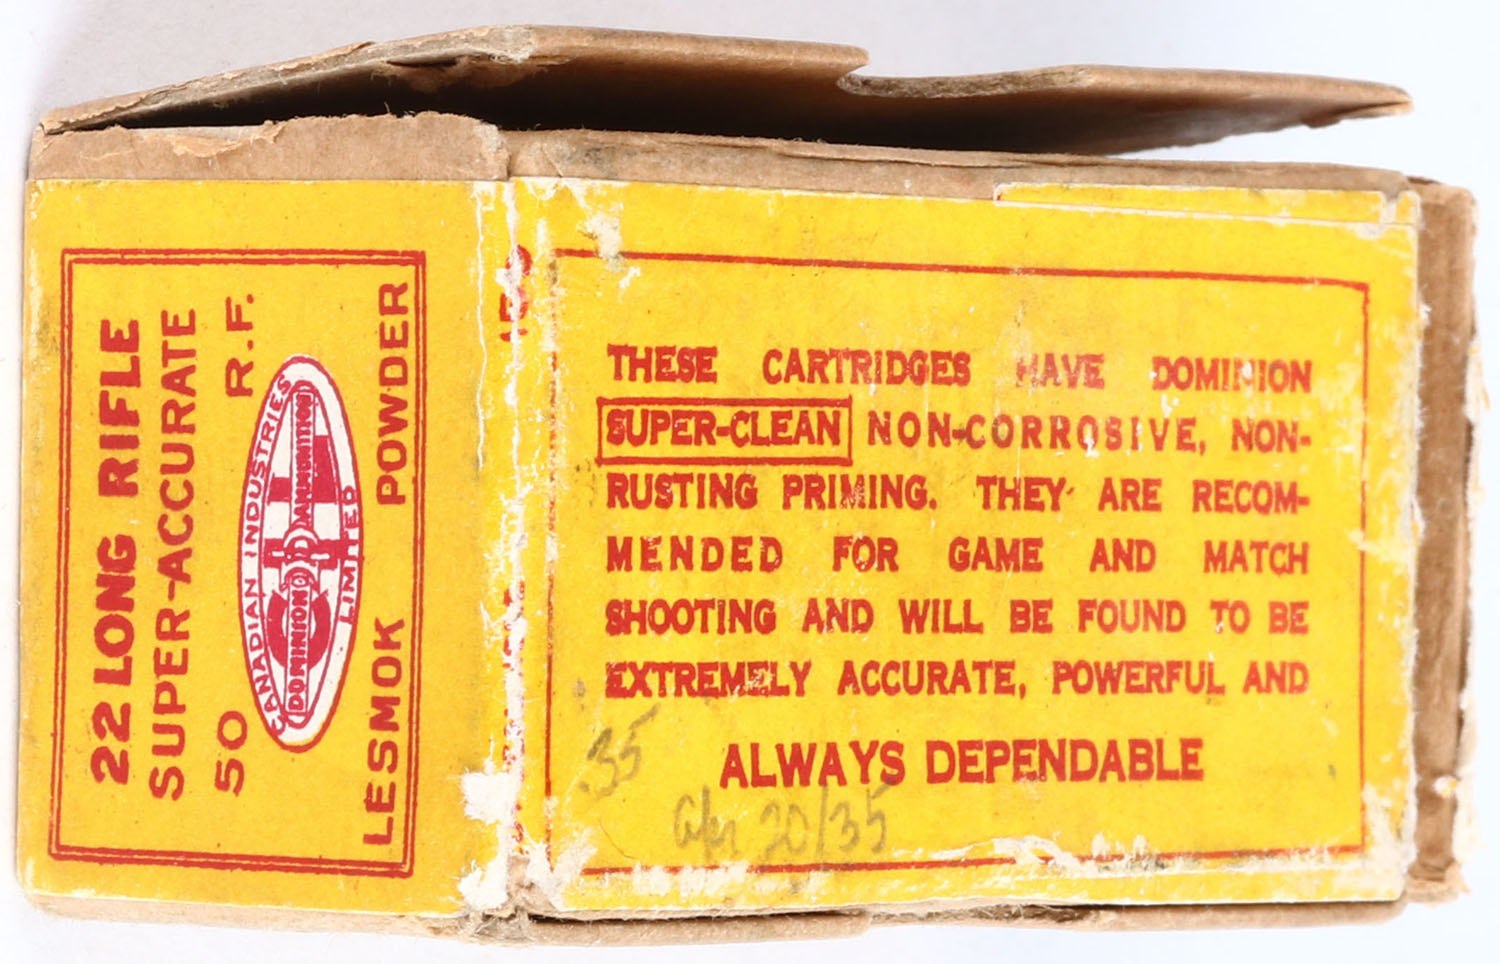 22 LONG RIFLE
SUPER-ACCURATE
50 R.F.
CANADIAN INDUSTRIES
DOMINION AMMUNITION
LIMITED
LESMOK POWDER
THESE CARTRIDGES HAVE DOMINION
SUPER-CLEAN NON-CORROSIVE, NON-
RUSTING PRIMING. THEY ARE RECOM-
MENDED FOR GAME AND MATCH
SHOOTING AND WILL BE FOUND TO BE
EXTREMELY ACCURATE, POWERFUL AND
ALWAYS DEPENDABLE
.35
20/35